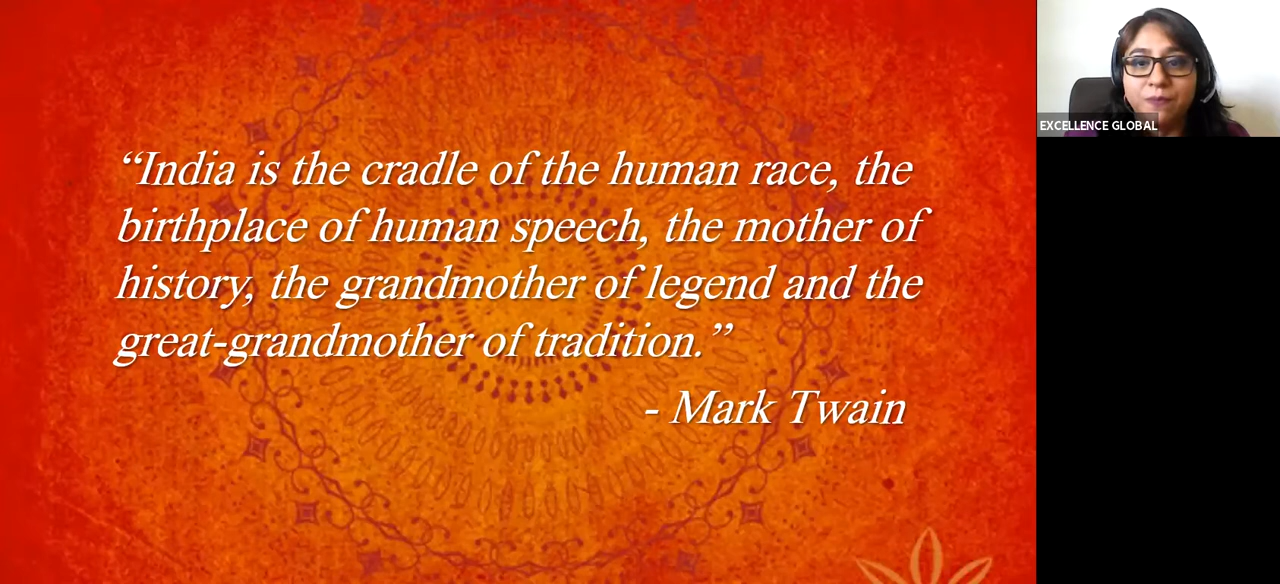 “India is the cradle of the human race, the
birthplace of human speech, the mother of
history, the grandmother of legend and the
great-grandmother of tradition.”
- Mark Twain
EXCELLENCE GLOBAL